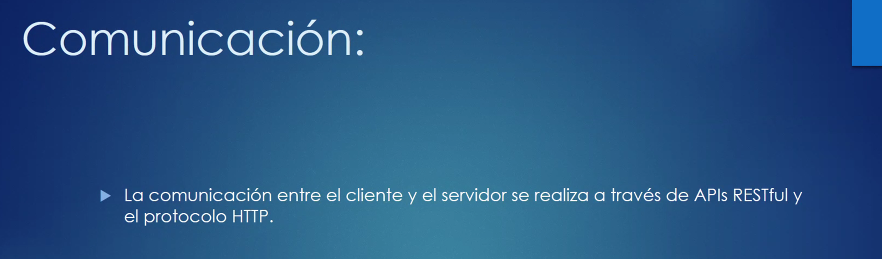 Comunicación:
La comunicación entre el cliente y el servidor se realiza a través de APIs RESTful y
el protocolo HTTP.